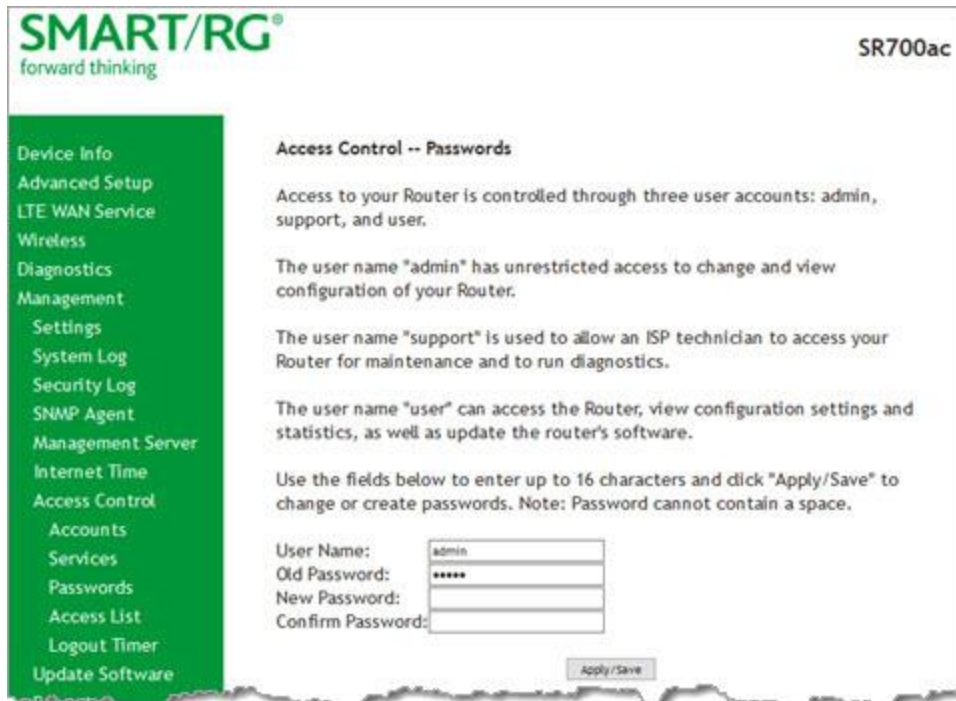 SMART/RG®
forward thinking
SR700ac
Device Info
Advanced Setup
LTE WAN Service
Wireless
Diagnostics
Management
Settings
System Log
Security Log
SNMP Agent
Management Server
Internet Time
Access Control
Accounts
Services
Passwords
Access List
Logout Timer
Update Software
Access Control -- Passwords
Access to your Router is controlled through three user accounts: admin,
support, and user.
The user name "admin" has unrestricted access to change and view
configuration of your Router.
The user name "support" is used to allow an ISP technician to access your
Router for maintenance and to run diagnostics.
The user name "user" can access the Router, view configuration settings and
statistics, as well as update the router's software.
Use the fields below to enter up to 16 characters and click "Apply/Save" to
change or create passwords. Note: Password cannot contain a space.
User Name: admin
Old Password: •••••
New Password:
Confirm Password:
Apply/Save